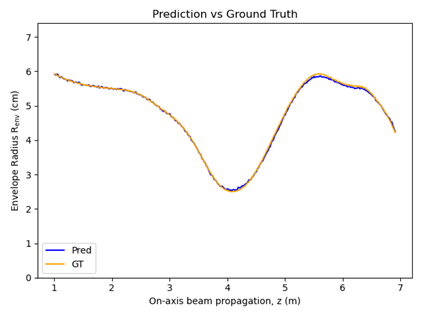 Prediction vs Ground Truth
Envelope Radius R_env (cm)
7
6
5
4
3
2
1
0
Pred
GT
1 2 3 4 5 6 7
On-axis beam propagation, z (m)